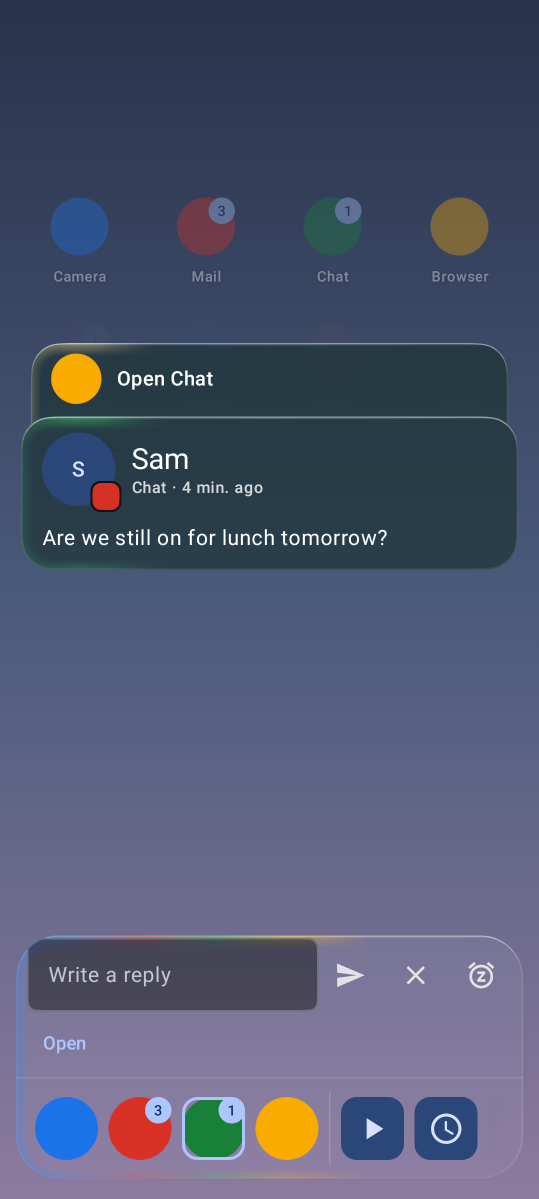 3
1
Camera
Mail
Chat
Browser
Open Chat
S
Sam
Chat · 4 min. ago
Are we still on for lunch tomorrow?
Write a reply
Open
3
1